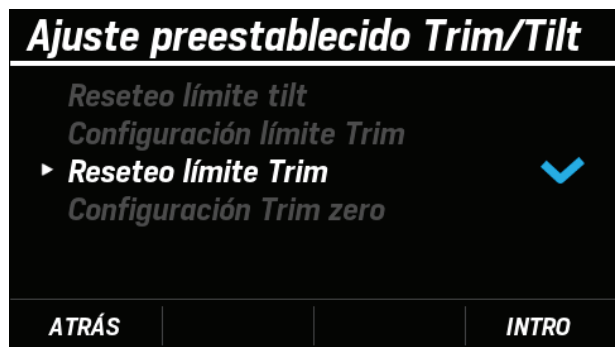 Ajuste preestablecido Trim/Tilt
Reseteo límite tilt
Configuración límite Trim
Reseteo límite Trim
Configuración Trim zero
ATRÁS INTRO